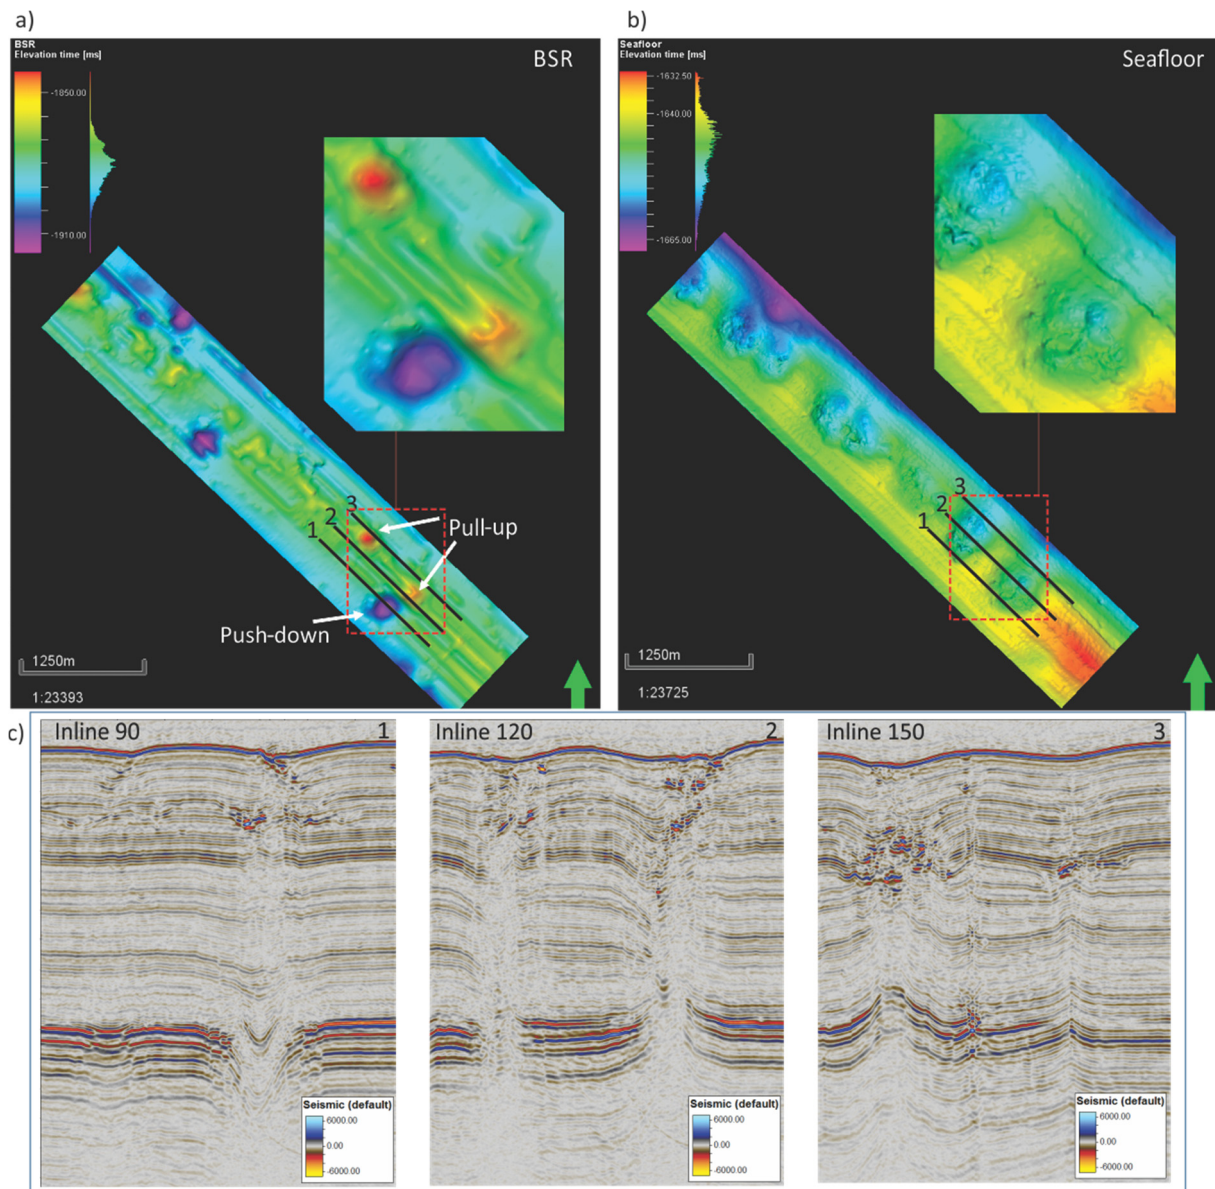 a)
BSR
Elevation time [ms]
-1850.00
-1910.00
BSR
3
2
1
Pull-up
Push-down
1250m
1:23393
b)
Seafloor
Elevation time [ms]
-1632.50
-1640.00
-1665.00
Seafloor
3
2
1
1250m
1:23725
c)
Inline 90
1
Seismic (default)
6000.00
0.00
-6000.00
Inline 120
2
Seismic (default)
6000.00
0.00
-6000.00
Inline 150
3
Seismic (default)
6000.00
0.00
-6000.00